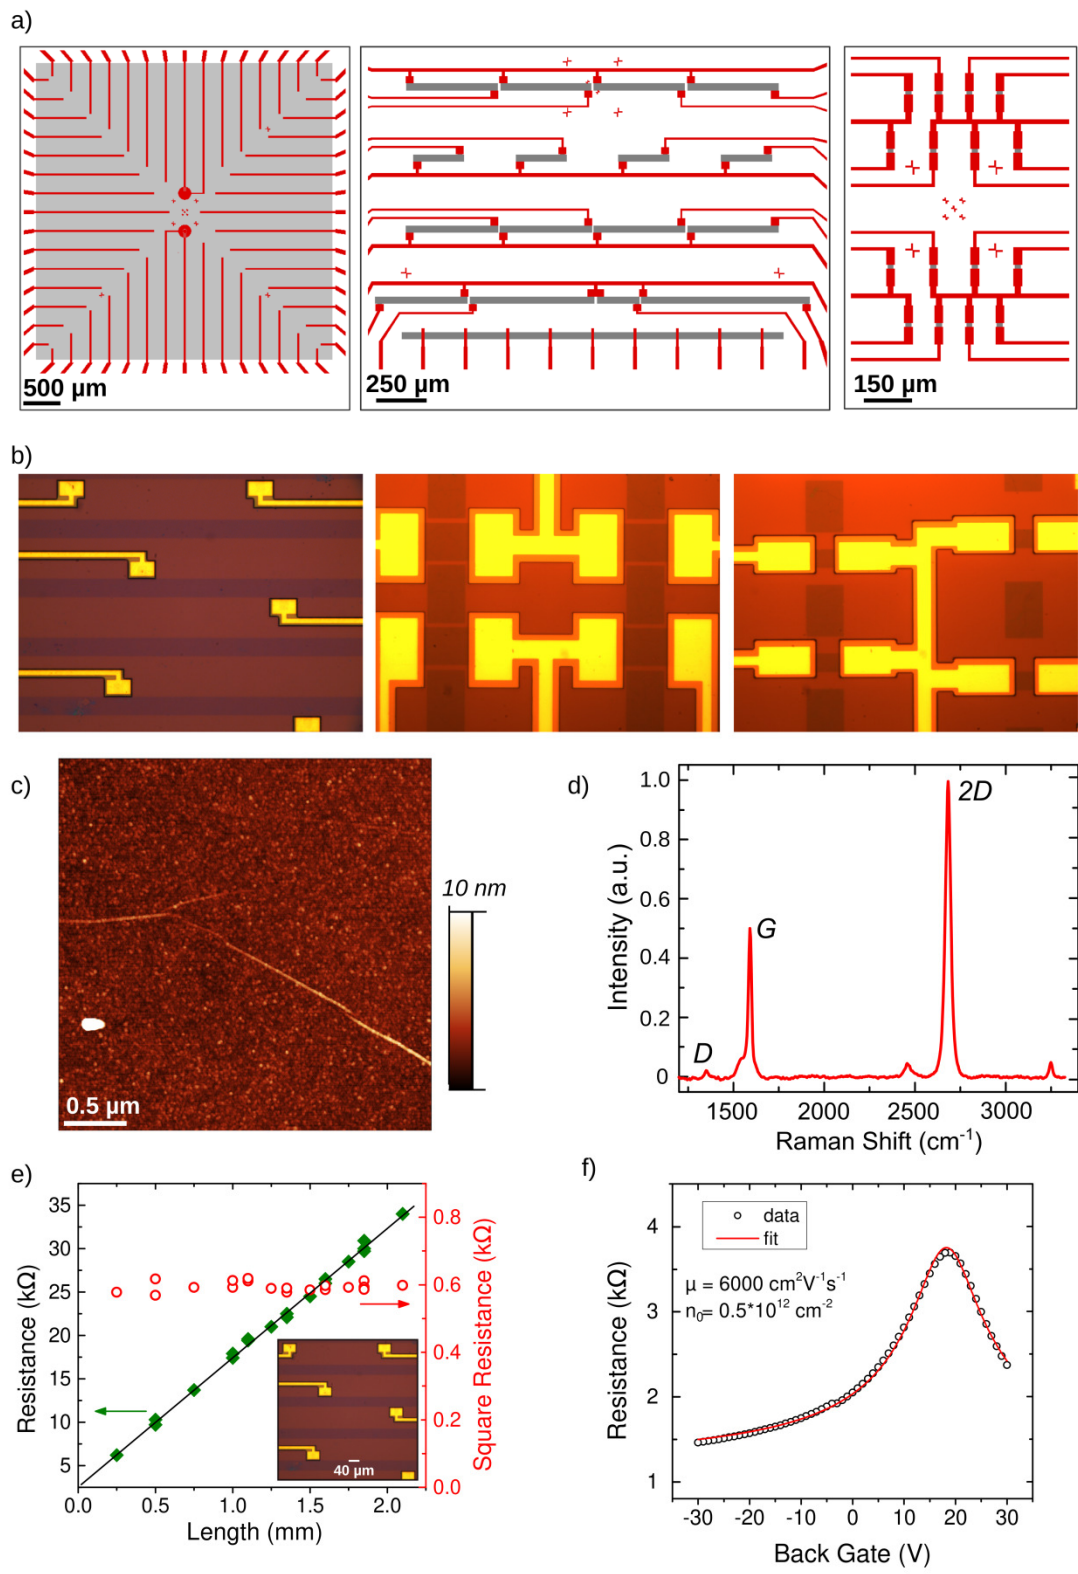 a)
500 µm
250 µm
150 µm
b)
c)
10 nm
0.5 µm
d)
Intensity (a.u.)
1.0
0.8
0.6
0.4
0.2
0
D
G
2D
1500 2000 2500 3000
Raman Shift (cm⁻¹)
e)
Resistance (kΩ)
35
30
25
20
15
10
5
0.0 0.5 1.0 1.5 2.0
Length (mm)
0.8
0.6
0.4
0.2
0.0
Square Resistance (kΩ)
40 µm
f)
Resistance (kΩ)
4
3
2
1
data
fit
µ = 6000 cm²V⁻¹s⁻¹
n₀= 0.5*10¹² cm⁻²
-30 -20 -10 0 10 20 30
Back Gate (V)